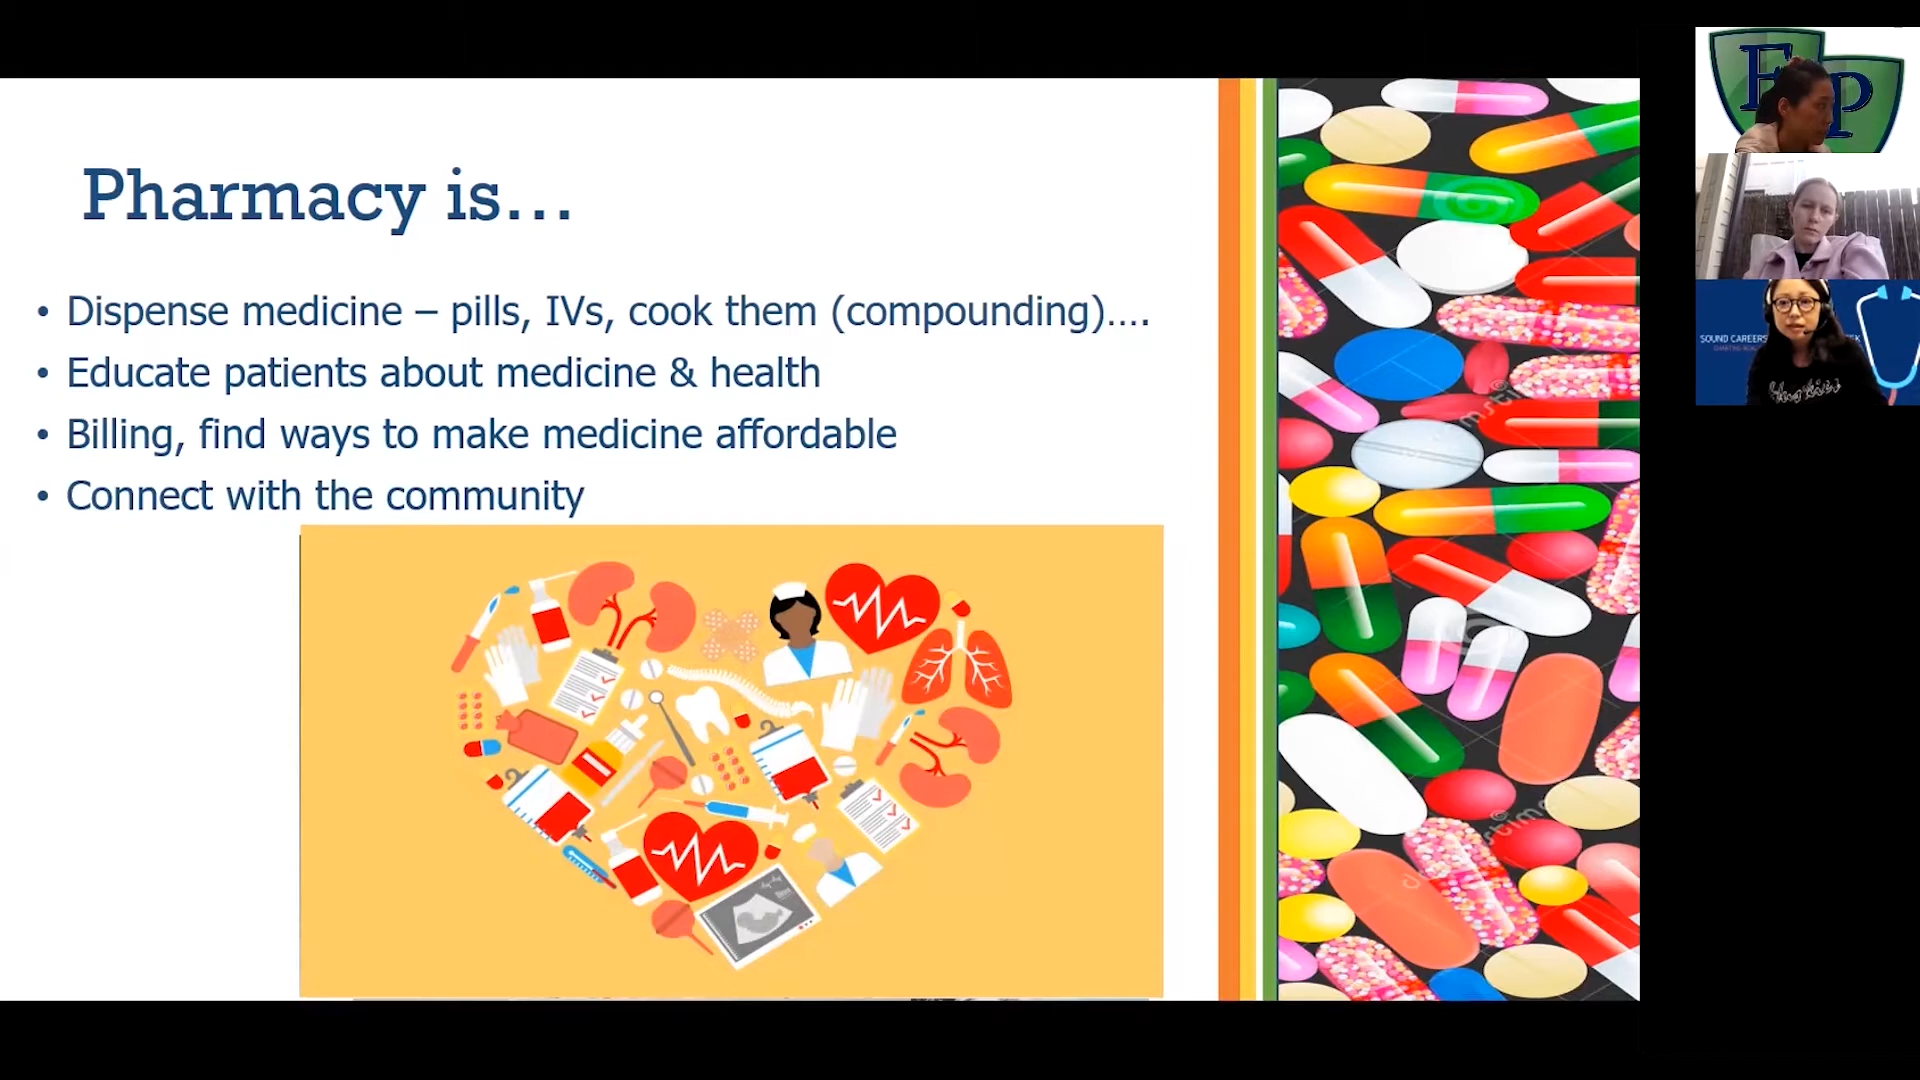 Pharmacy is…
• Dispense medicine – pills, IVs, cook them (compounding)….
• Educate patients about medicine & health
• Billing, find ways to make medicine affordable
• Connect with the community
SOUND CAREERS